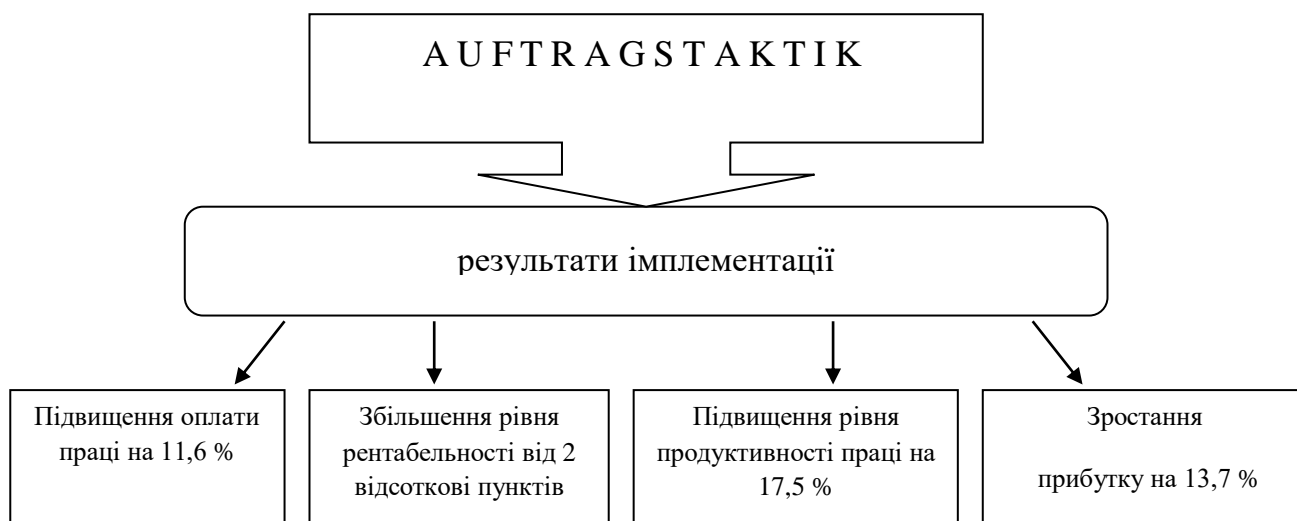 AUFTRAGSTAKTIK
результати імплементації
Підвищення оплати
праці на 11,6 %
Збільшення рівня
рентабельності від 2
відсоткові пунктів
Підвищення рівня
продуктивності праці на
17,5 %
Зростання
прибутку на 13,7 %